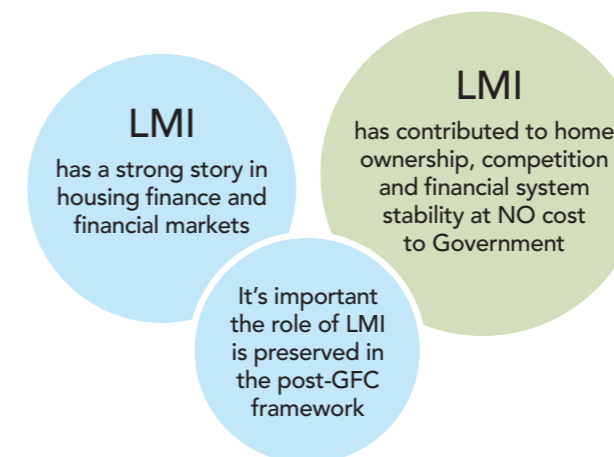 LMI
has a strong story in
housing finance and
financial markets
LMI
has contributed to home
ownership, competition
and financial system
stability at NO cost
to Government
It's important
the role of LMI
is preserved in
the post-GFC
framework